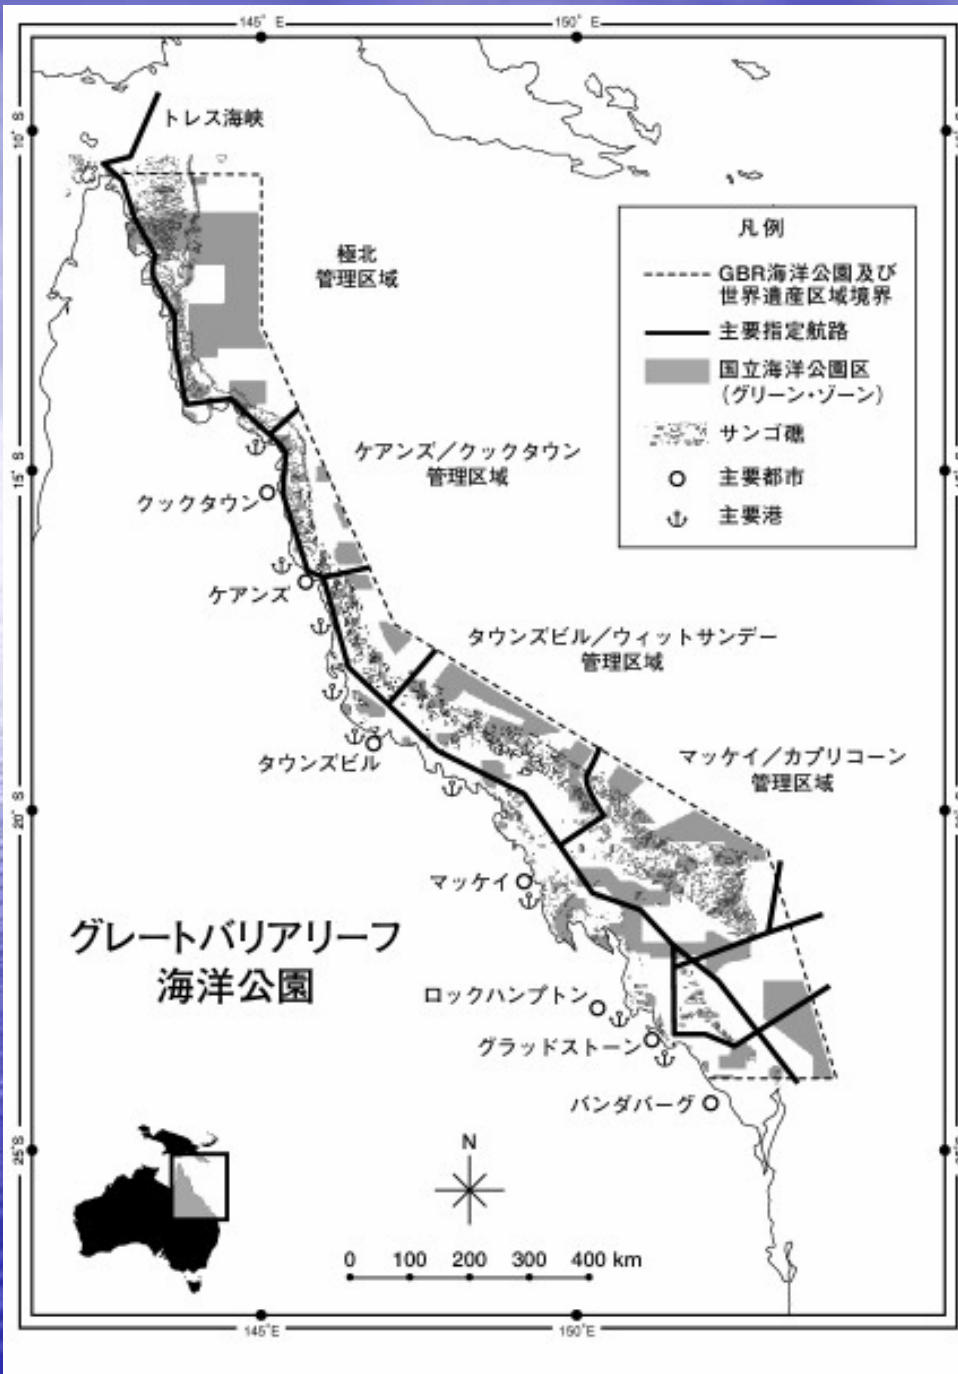 145° E
150° E
10° S
トレス海峡
極北
管理区域
凡例
GBR海洋公園及び
世界遺産区域境界
主要指定航路
国立海洋公園区
(グリーン・ゾーン)
サンゴ礁
主要都市
主要港
15° S
ケアンズ/クックタウン
管理区域
クックタウン
ケアンズ
タウンズビル/ウィットサンデー
管理区域
タウンズビル
マッケイ/カプリコーン
管理区域
20° S
マッケイ
グレートバリアリーフ
海洋公園
ロックハンプトン
グラッドストーン
バンダバーグ
25° S
N
0 100 200 300 400 km
145° E
150° E